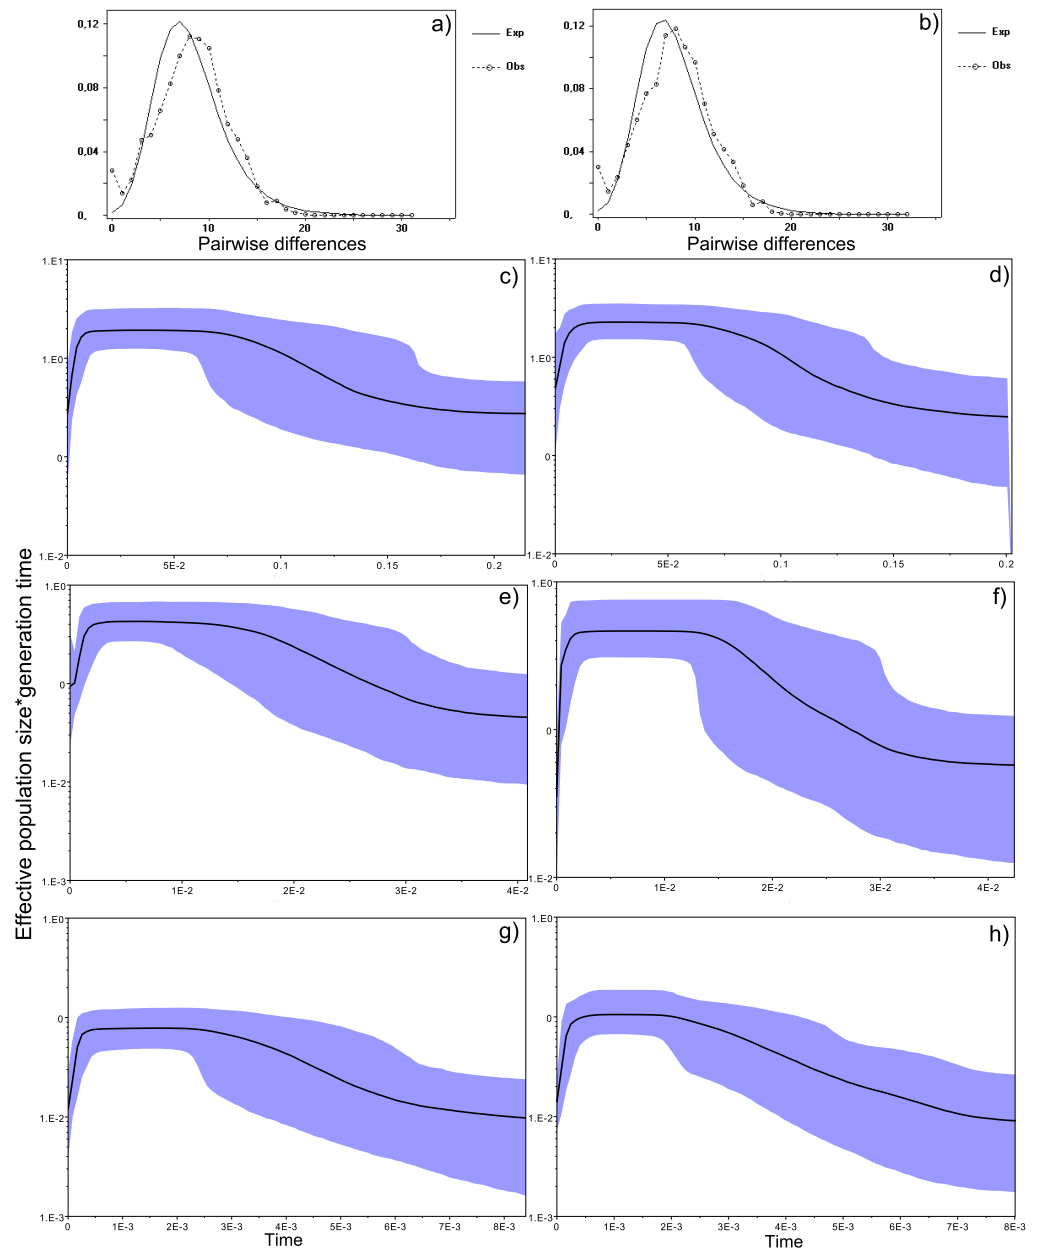 a)
0,12
0,08
0,04
0,
0 10 20 30
Pairwise differences
Exp
Obs
b)
0,12
0,08
0,04
0,
0 10 20 30
Pairwise differences
Exp
Obs
Effective population size*generation time
c)
1.E1
1.E0
0
1.E-2
0 5E-2 0.1 0.15 0.2
d)
1.E1
1.E0
0
1.E-2
0 5E-2 0.1 0.15 0.2
e)
1.E0
0
1.E-2
1.E-3
0 1E-2 2E-2 3E-2 4E-2
f)
1.E0
0
1.E-2
0 1E-2 2E-2 3E-2 4E-2
g)
1.E0
0
1.E-2
1.E-3
0 1E-3 2E-3 3E-3 4E-3 5E-3 6E-3 7E-3 8E-3
Time
h)
1.E0
0
1.E-2
1.E-3
0 1E-3 2E-3 3E-3 4E-3 5E-3 6E-3 7E-3 8E-3
Time